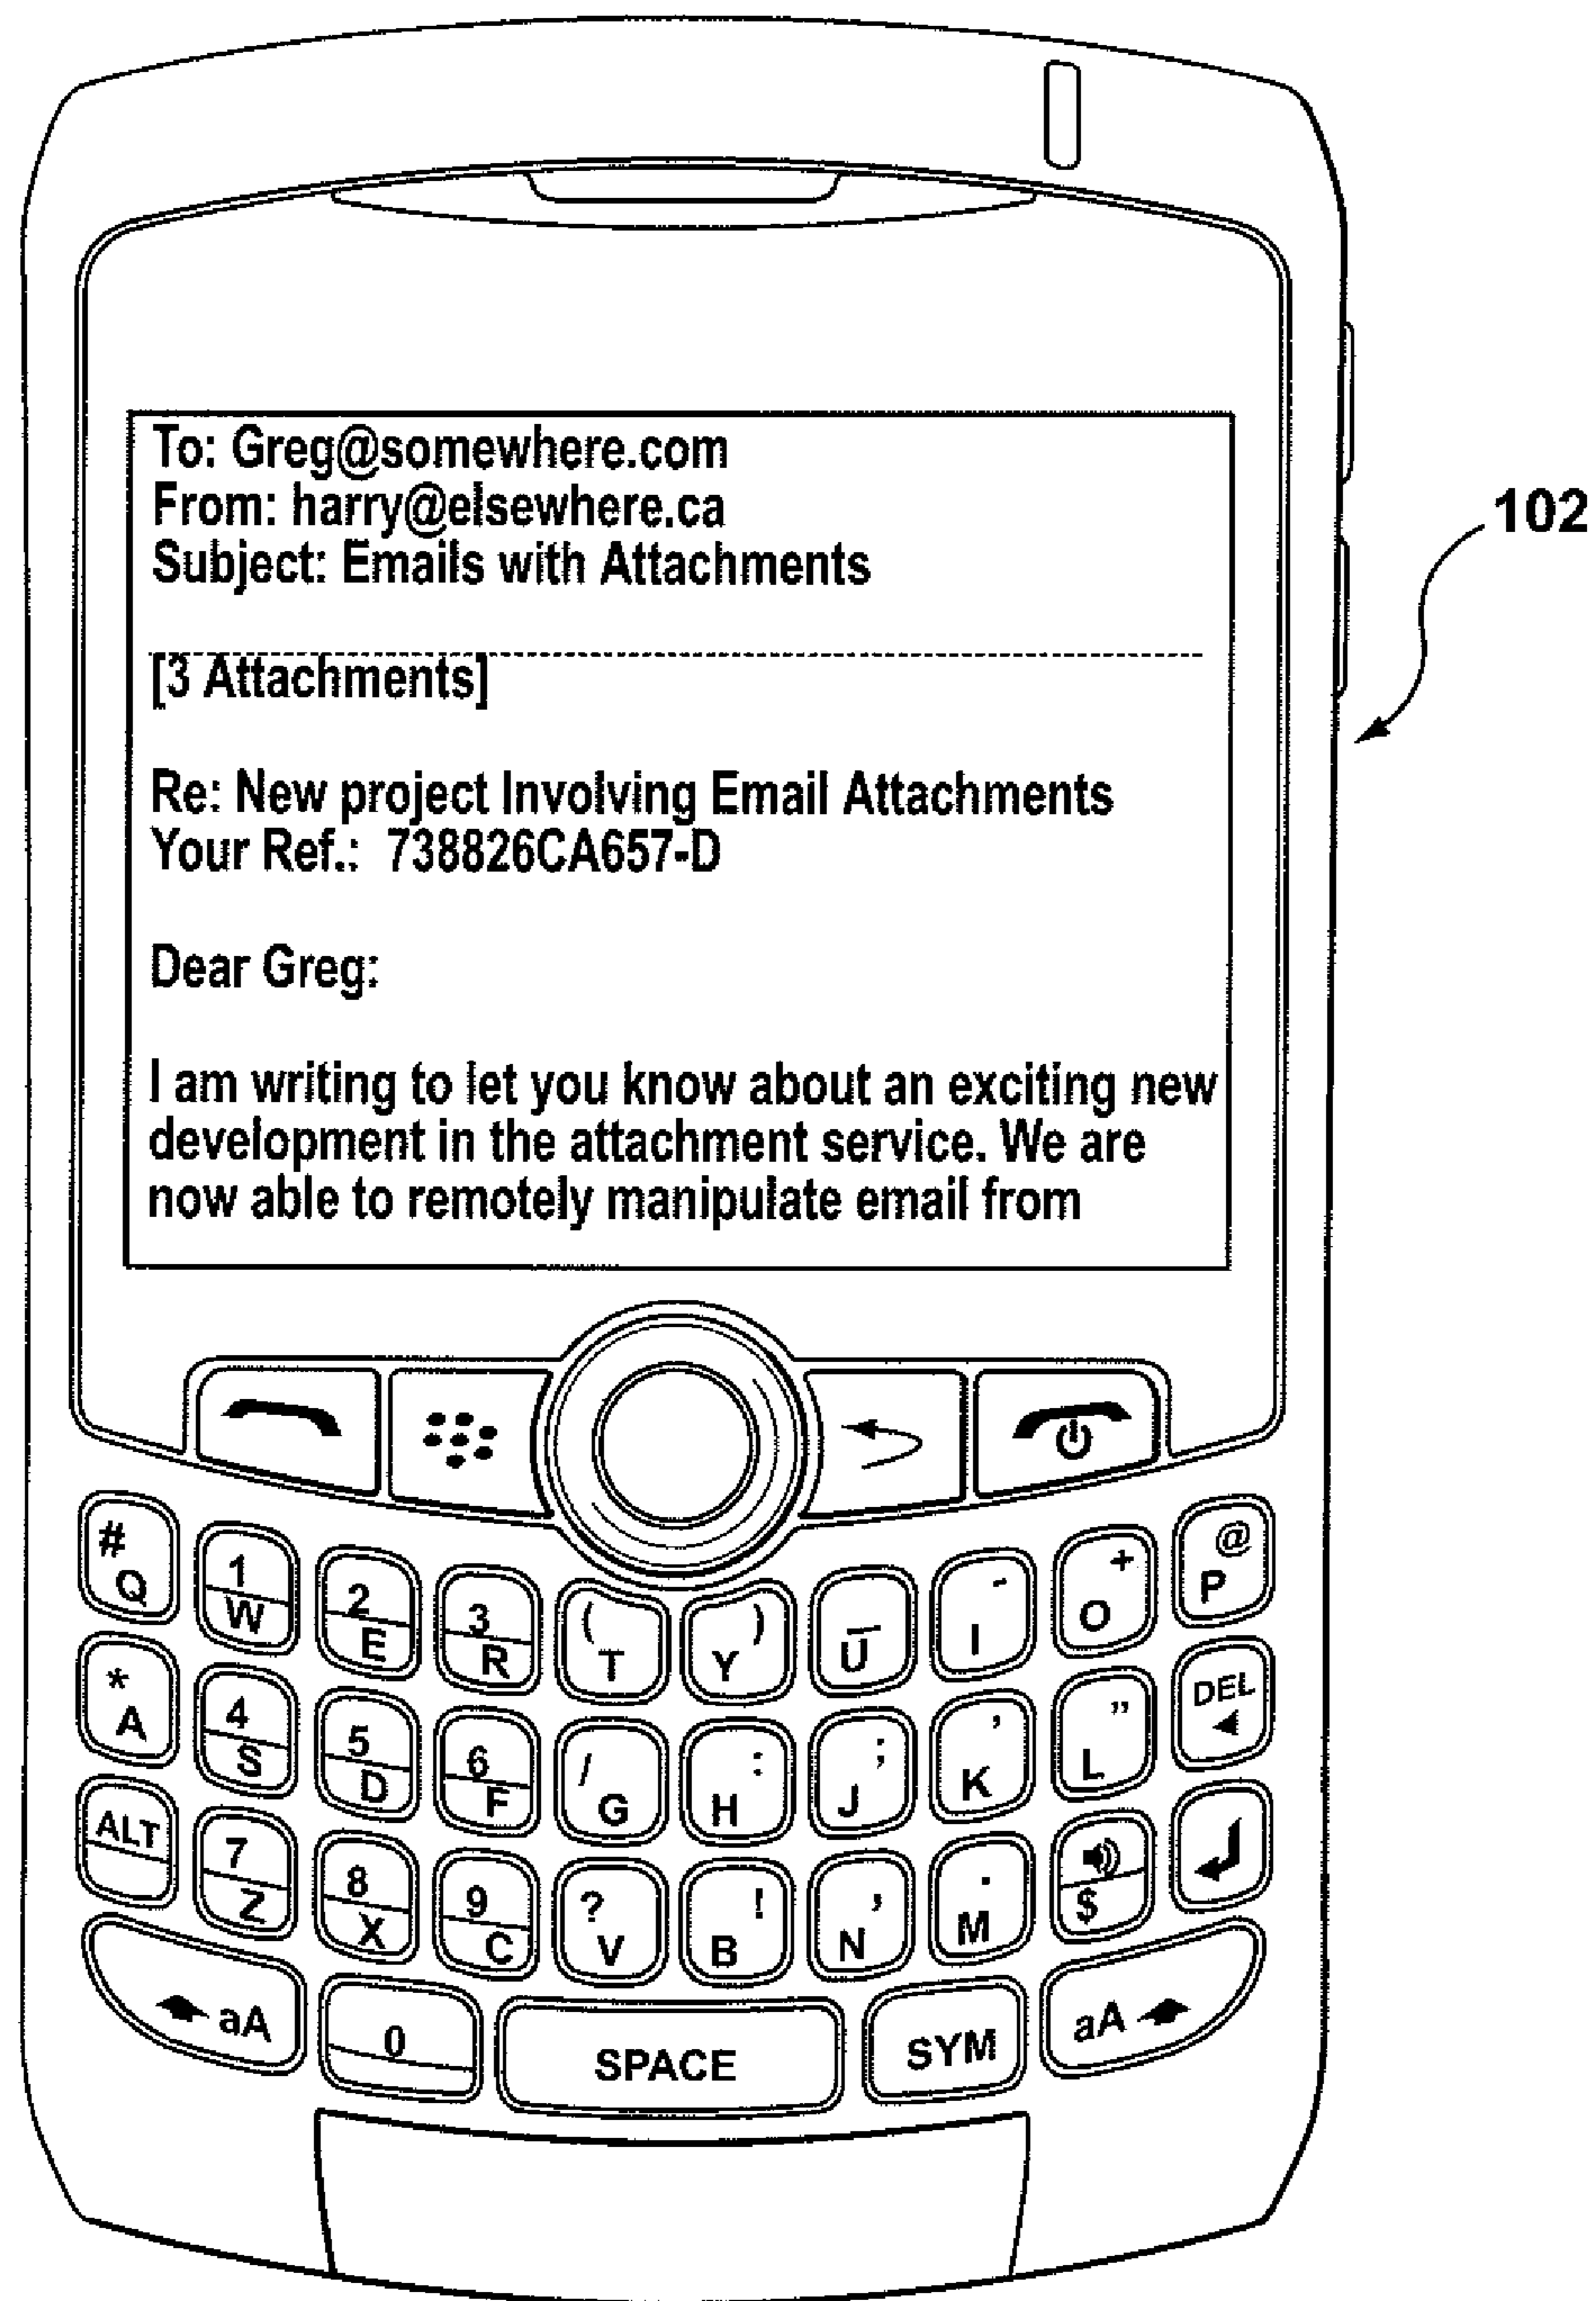 To: Greg@somewhere.com
From: harry@elsewhere.ca
Subject: Emails with Attachments
[3 Attachments]
Re: New project Involving Email Attachments
Your Ref.: 738826CA657-D
Dear Greg:
I am writing to let you know about an exciting new
development in the attachment service. We are
now able to remotely manipulate email from
102
# Q 1 W 2 E 3 R ( T ) Y _ U - I + O @ P
* A 4 S 5 D 6 F / G : H ; J ' K " L DEL
ALT 7 Z 8 X 9 C ? V ! B , N . M $
aA 0 SPACE SYM aA